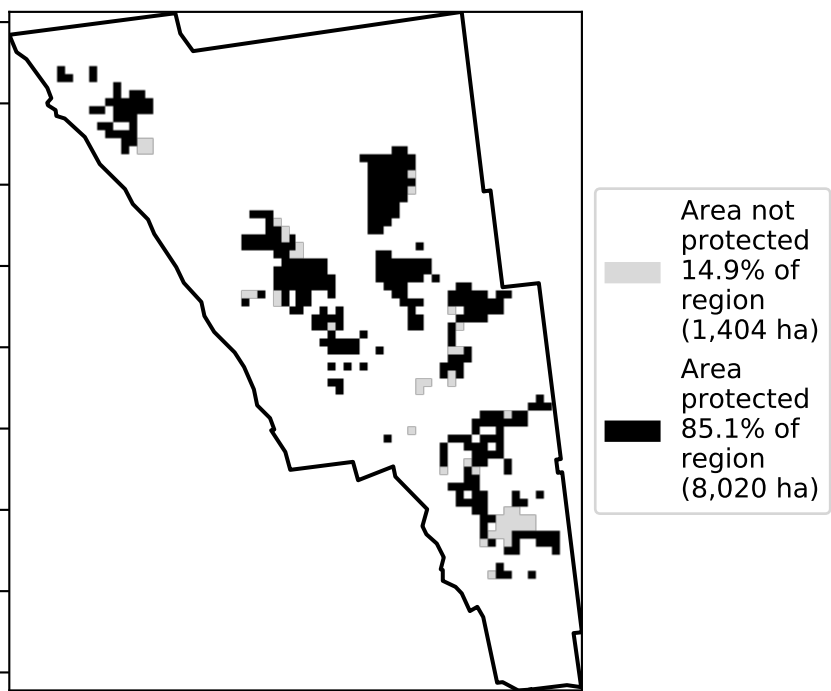 Area not
protected
14.9% of
region
(1,404 ha)
Area
protected
85.1% of
region
(8,020 ha)